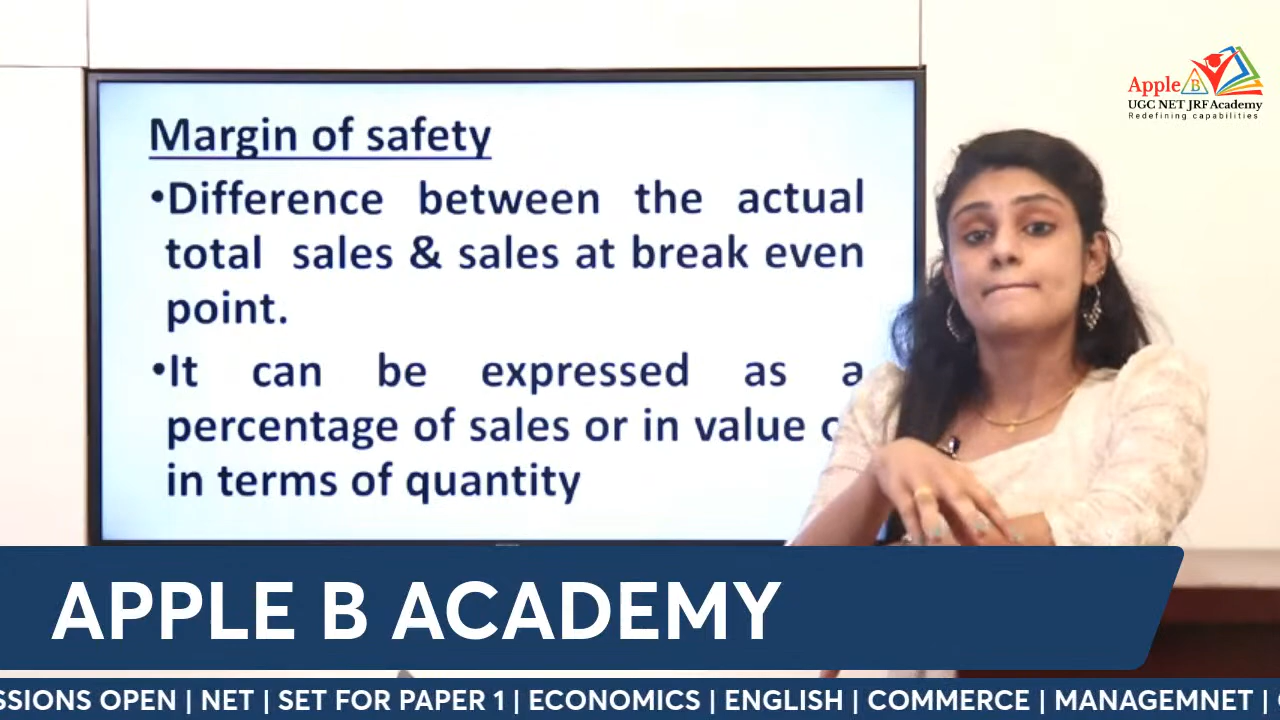 Apple B
UGC NET JRF Academy
Redefining capabilities
Margin of safety
•Difference between the actual
total sales & sales at break even
point.
•It can be expressed as a
percentage of sales or in value
in terms of quantity
APPLE B ACADEMY
SSIONS OPEN | NET | SET FOR PAPER 1 | ECONOMICS | ENGLISH | COMMERCE | MANAGEMNET |